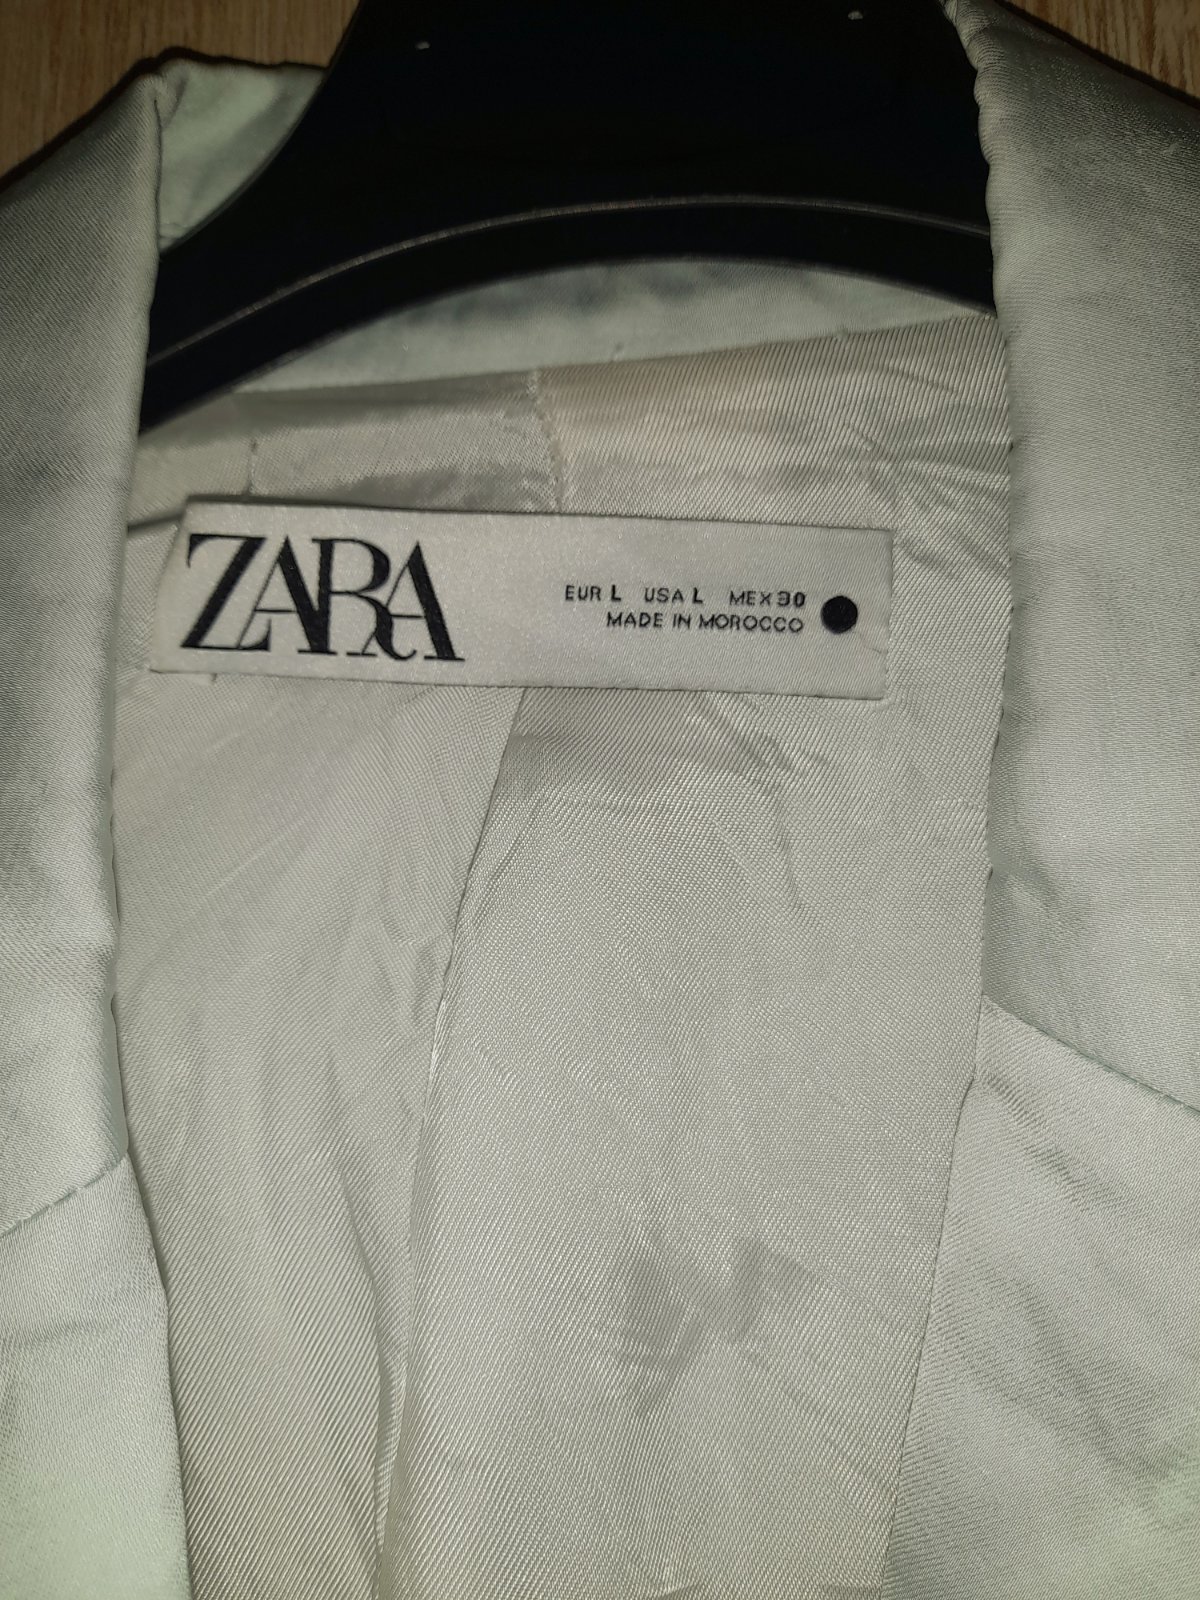 ZARA
EUR L USA L MEX 30
MADE IN MOROCCO